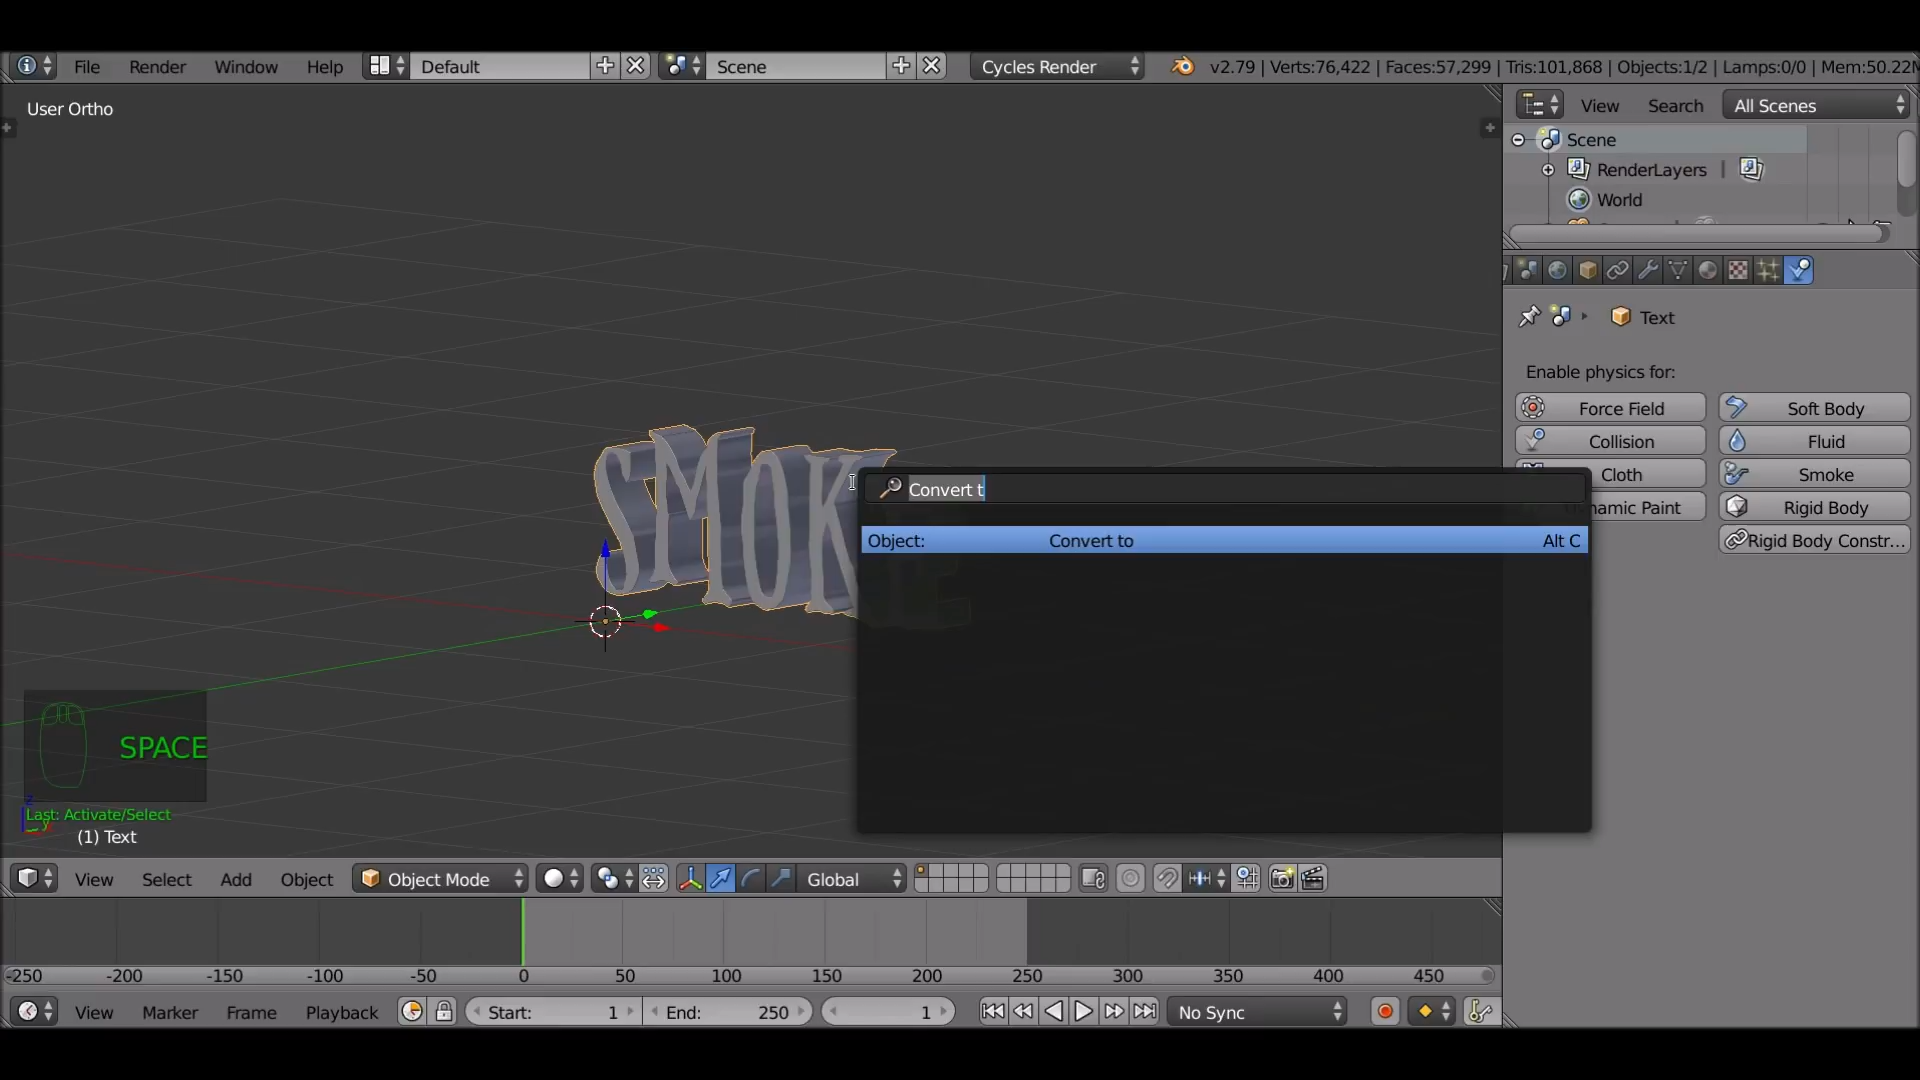 File Render Window Help Default Scene Cycles Render v2.79 | Verts:76,422 | Faces:57,299 | Tris:101,868 | Objects:1/2 | Lamps:0/0 | Mem:50.22M
User Ortho
View Search All Scenes
Scene
RenderLayers |
World
Text
Enable physics for:
Force Field Soft Body
Collision Fluid
Cloth Smoke
namic Paint Rigid Body
Rigid Body Constr...
SMOKE
Convert t
Object: Convert to Alt C
SPACE
Last: Activate/Select
(1) Text
View Select Add Object Object Mode Global
-250 -200 -150 -100 -50 0 50 100 150 200 250 300 350 400 450
View Marker Frame Playback Start: 1 End: 250 1 No Sync